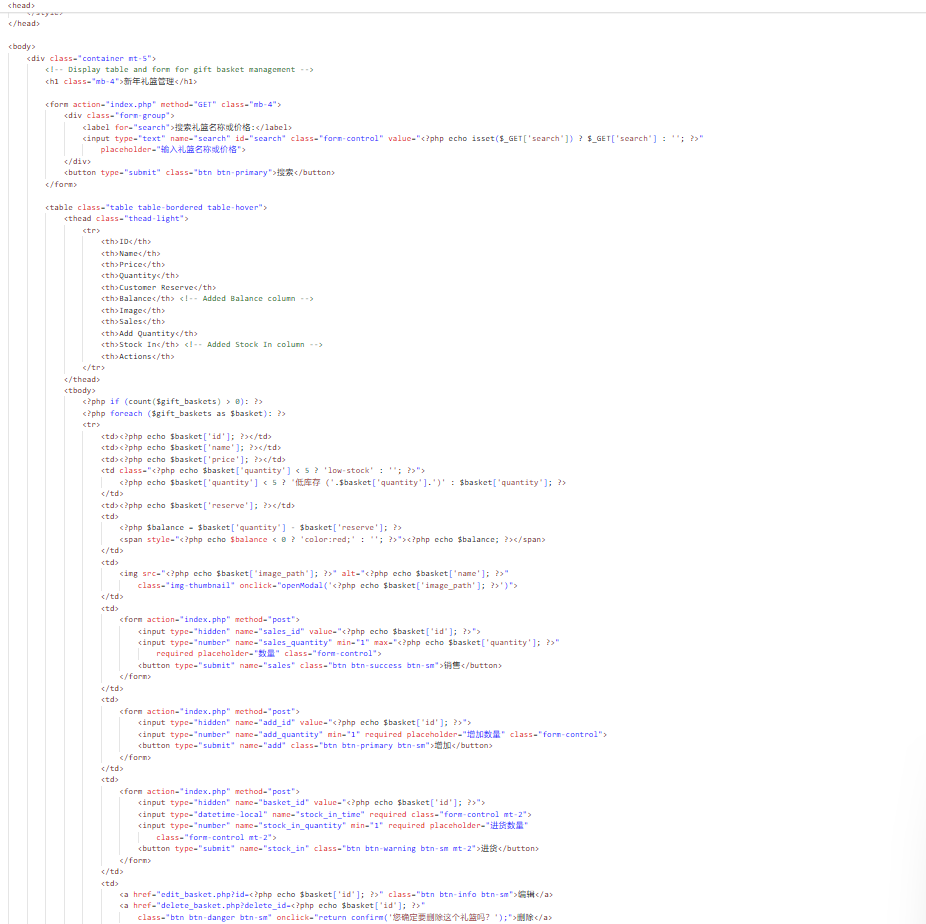 <head>
</style>
</head>
<body>
<div class="container mt-5">
<!-- Display table and form for gift basket management -->
<h1 class="mb-4">新年礼篮管理</h1>
<form action="index.php" method="GET" class="mb-4">
<div class="form-group">
<label for="search">搜索礼篮名称或价格:</label>
<input type="text" name="search" id="search" class="form-control" value="<?php echo isset($_GET['search']) ? $_GET['search'] : ''; ?>"
placeholder="输入礼篮名称或价格">
</div>
<button type="submit" class="btn btn-primary">搜索</button>
</form>
<table class="table table-bordered table-hover">
<thead class="thead-light">
<tr>
<th>ID</th>
<th>Name</th>
<th>Price</th>
<th>Quantity</th>
<th>Customer Reserve</th>
<th>Balance</th> <!-- Added Balance column -->
<th>Image</th>
<th>Sales</th>
<th>Add Quantity</th>
<th>Stock In</th> <!-- Added Stock In column -->
<th>Actions</th>
</tr>
</thead>
<tbody>
<?php if (count($gift_baskets) > 0): ?>
<?php foreach ($gift_baskets as $basket): ?>
<tr>
<td><?php echo $basket['id']; ?></td>
<td><?php echo $basket['name']; ?></td>
<td><?php echo $basket['price']; ?></td>
<td class="<?php echo $basket['quantity'] < 5 ? 'low-stock' : ''; ?>">
<?php echo $basket['quantity'] < 5 ? '低库存 ('.$basket['quantity'].')' : $basket['quantity']; ?>
</td>
<td><?php echo $basket['reserve']; ?></td>
<td>
<?php $balance = $basket['quantity'] - $basket['reserve']; ?>
<span style="<?php echo $balance < 0 ? 'color:red;' : ''; ?>"><?php echo $balance; ?></span>
</td>
<td>
<img src="<?php echo $basket['image_path']; ?>" alt="<?php echo $basket['name']; ?>"
class="img-thumbnail" onclick="openModal('<?php echo $basket['image_path']; ?>')">
</td>
<td>
<form action="index.php" method="post">
<input type="hidden" name="sales_id" value="<?php echo $basket['id']; ?>">
<input type="number" name="sales_quantity" min="1" max="<?php echo $basket['quantity']; ?>"
required placeholder="数量" class="form-control">
<button type="submit" name="sales" class="btn btn-success btn-sm">销售</button>
</form>
</td>
<td>
<form action="index.php" method="post">
<input type="hidden" name="add_id" value="<?php echo $basket['id']; ?>">
<input type="number" name="add_quantity" min="1" required placeholder="增加数量" class="form-control">
<button type="submit" name="add" class="btn btn-primary btn-sm">增加</button>
</form>
</td>
<td>
<form action="index.php" method="post">
<input type="hidden" name="basket_id" value="<?php echo $basket['id']; ?>">
<input type="datetime-local" name="stock_in_time" required class="form-control mt-2">
<input type="number" name="stock_in_quantity" min="1" required placeholder="进货数量"
class="form-control mt-2">
<button type="submit" name="stock_in" class="btn btn-warning btn-sm mt-2">进货</button>
</form>
</td>
<td>
<a href="edit_basket.php?id=<?php echo $basket['id']; ?>" class="btn btn-info btn-sm">编辑</a>
<a href="delete_basket.php?delete_id=<?php echo $basket['id']; ?>"
class="btn btn-danger btn-sm" onclick="return confirm('您确定要删除这个礼篮吗？');">删除</a>